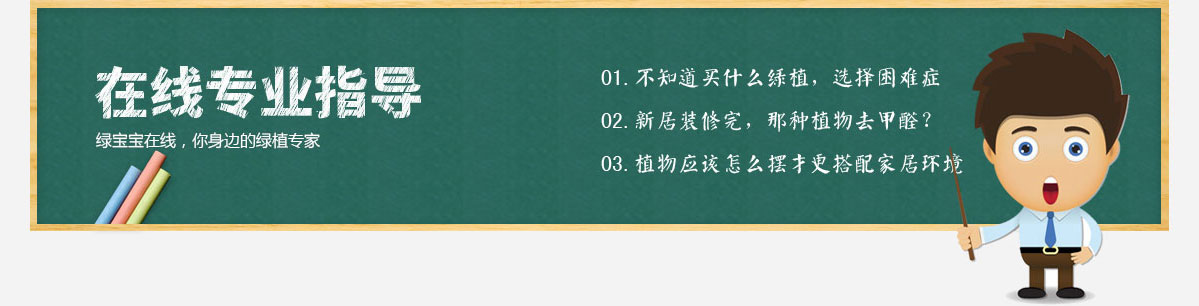 在线专业指导
绿宝宝在线，你身边的绿植专家
01.不知道买什么绿植，选择困难症
02.新居装修完，那种植物去甲醛？
03.植物应该怎么摆才更搭配家居环境